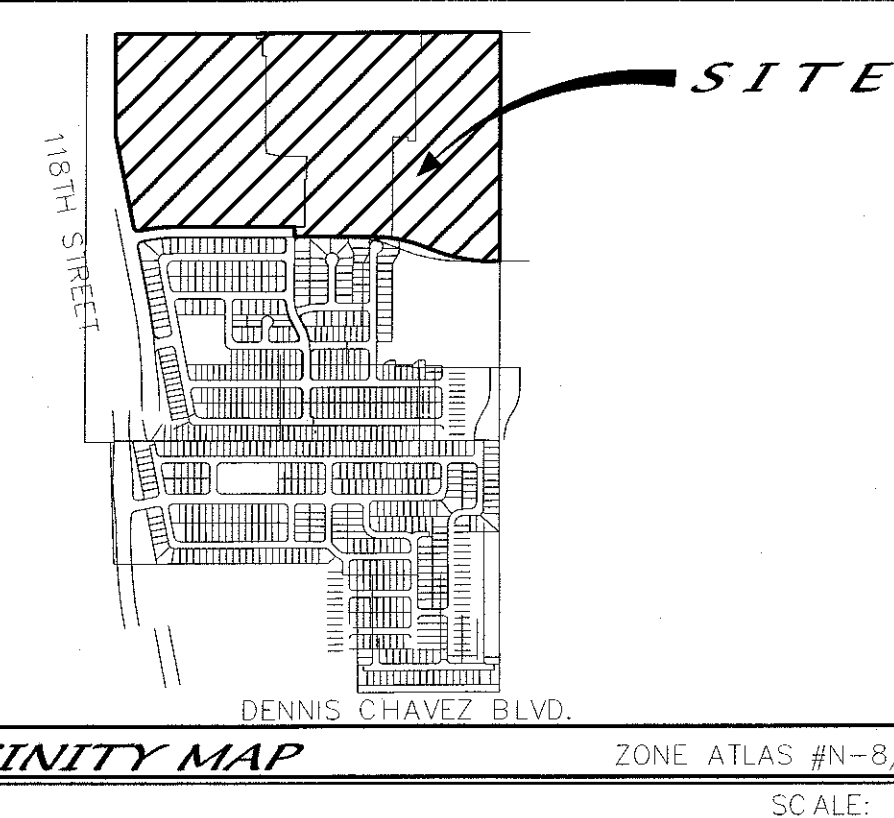 SITE
118TH STREET
DENNIS CHAVEZ BLVD.
INITY MAP
ZONE ATLAS #N-8,
SCALE: